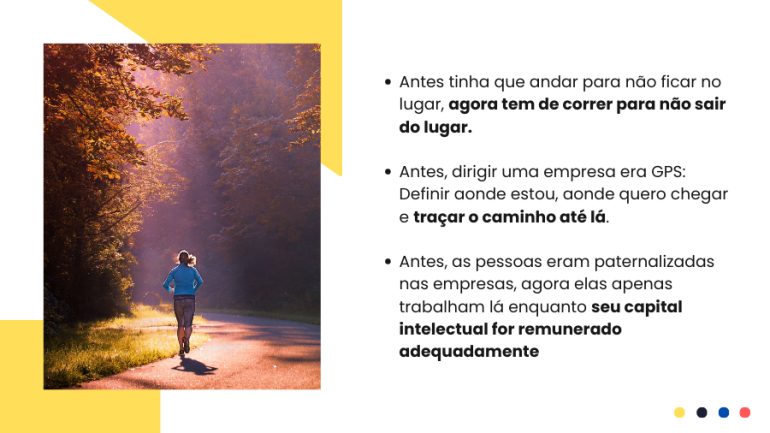 Antes tinha que andar para não ficar no
lugar, agora tem de correr para não sair
do lugar.
Antes, dirigir uma empresa era GPS:
Definir aonde estou, aonde quero chegar
e traçar o caminho até lá.
Antes, as pessoas eram paternalizadas
nas empresas, agora elas apenas
trabalham lá enquanto seu capital
intelectual for remunerado
adequadamente